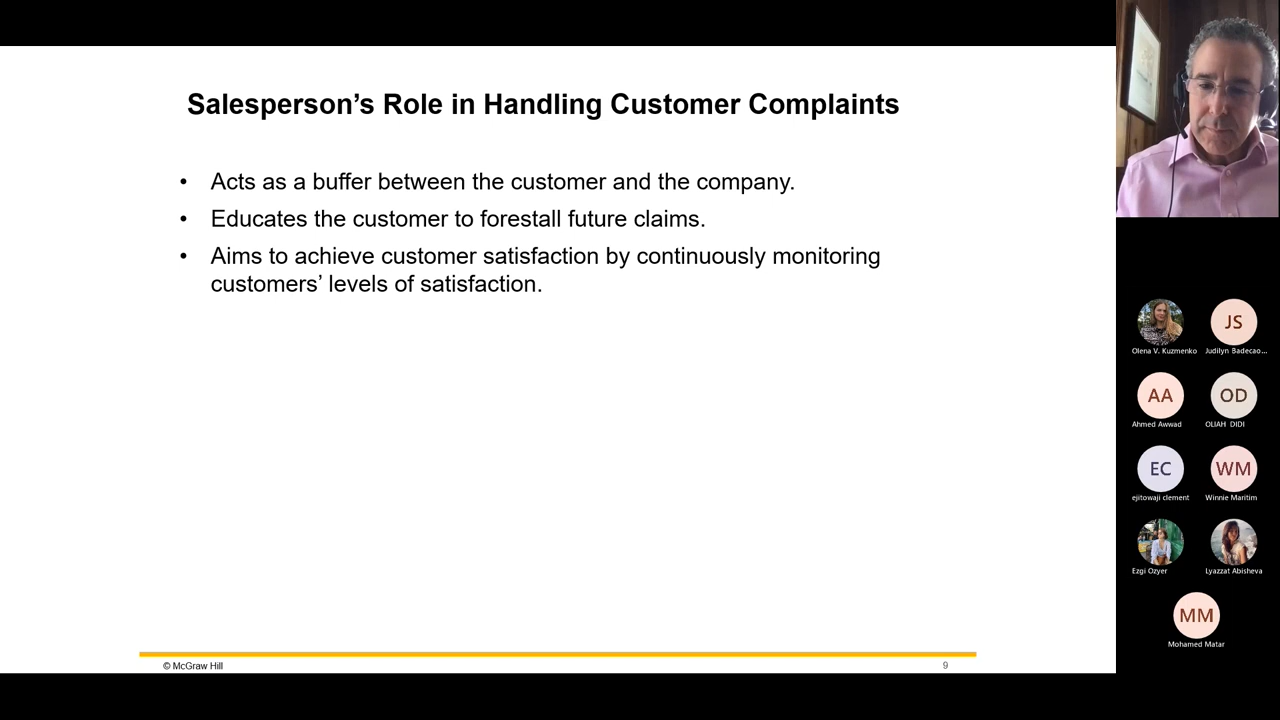 Salesperson’s Role in Handling Customer Complaints
• Acts as a buffer between the customer and the company.
• Educates the customer to forestall future claims.
• Aims to achieve customer satisfaction by continuously monitoring
customers’ levels of satisfaction.
© McGraw Hill
9
Olena V. Kuzmenko
JS
Judilyn Badecao...
AA
Ahmed Awwad
OD
OLIAH DIDI
EC
ejitowaji clement
WM
Winnie Maritim
Ezgi Ozyer
Lyazzat Abisheva
MM
Mohamed Matar